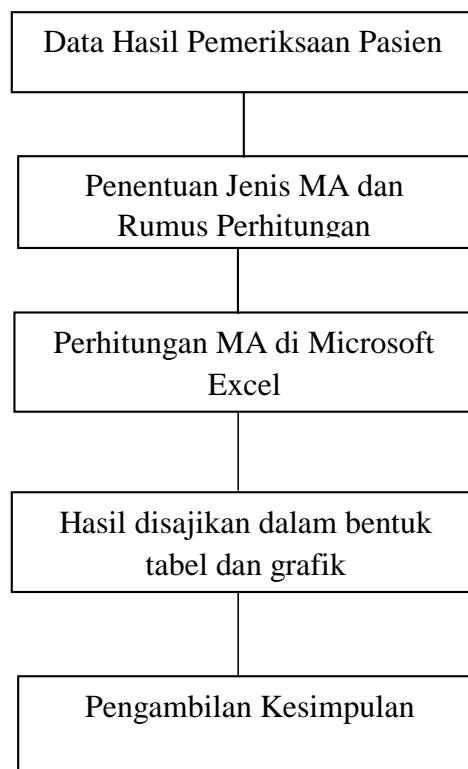 Data Hasil Pemeriksaan Pasien
Penentuan Jenis MA dan
Rumus Perhitungan
Perhitungan MA di Microsoft
Excel
Hasil disajikan dalam bentuk
tabel dan grafik
Pengambilan Kesimpulan